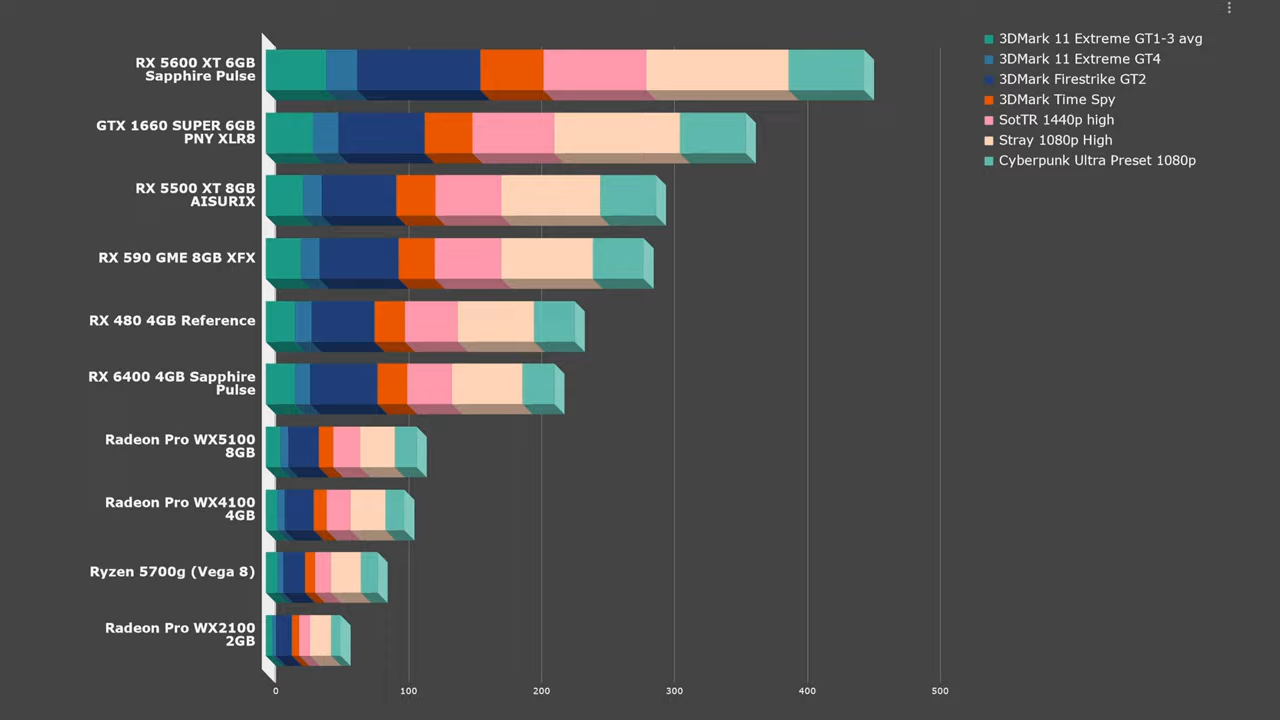 RX 5600 XT 6GB
Sapphire Pulse
GTX 1660 SUPER 6GB
PNY XLR8
RX 5500 XT 8GB
AISURIX
RX 590 GME 8GB XFX
RX 480 4GB Reference
RX 6400 4GB Sapphire
Pulse
Radeon Pro WX5100
8GB
Radeon Pro WX4100
4GB
Ryzen 5700g (Vega 8)
Radeon Pro WX2100
2GB
0 100 200 300 400 500
3DMark 11 Extreme GT1-3 avg
3DMark 11 Extreme GT4
3DMark Firestrike GT2
3DMark Time Spy
SotTR 1440p high
Stray 1080p High
Cyberpunk Ultra Preset 1080p